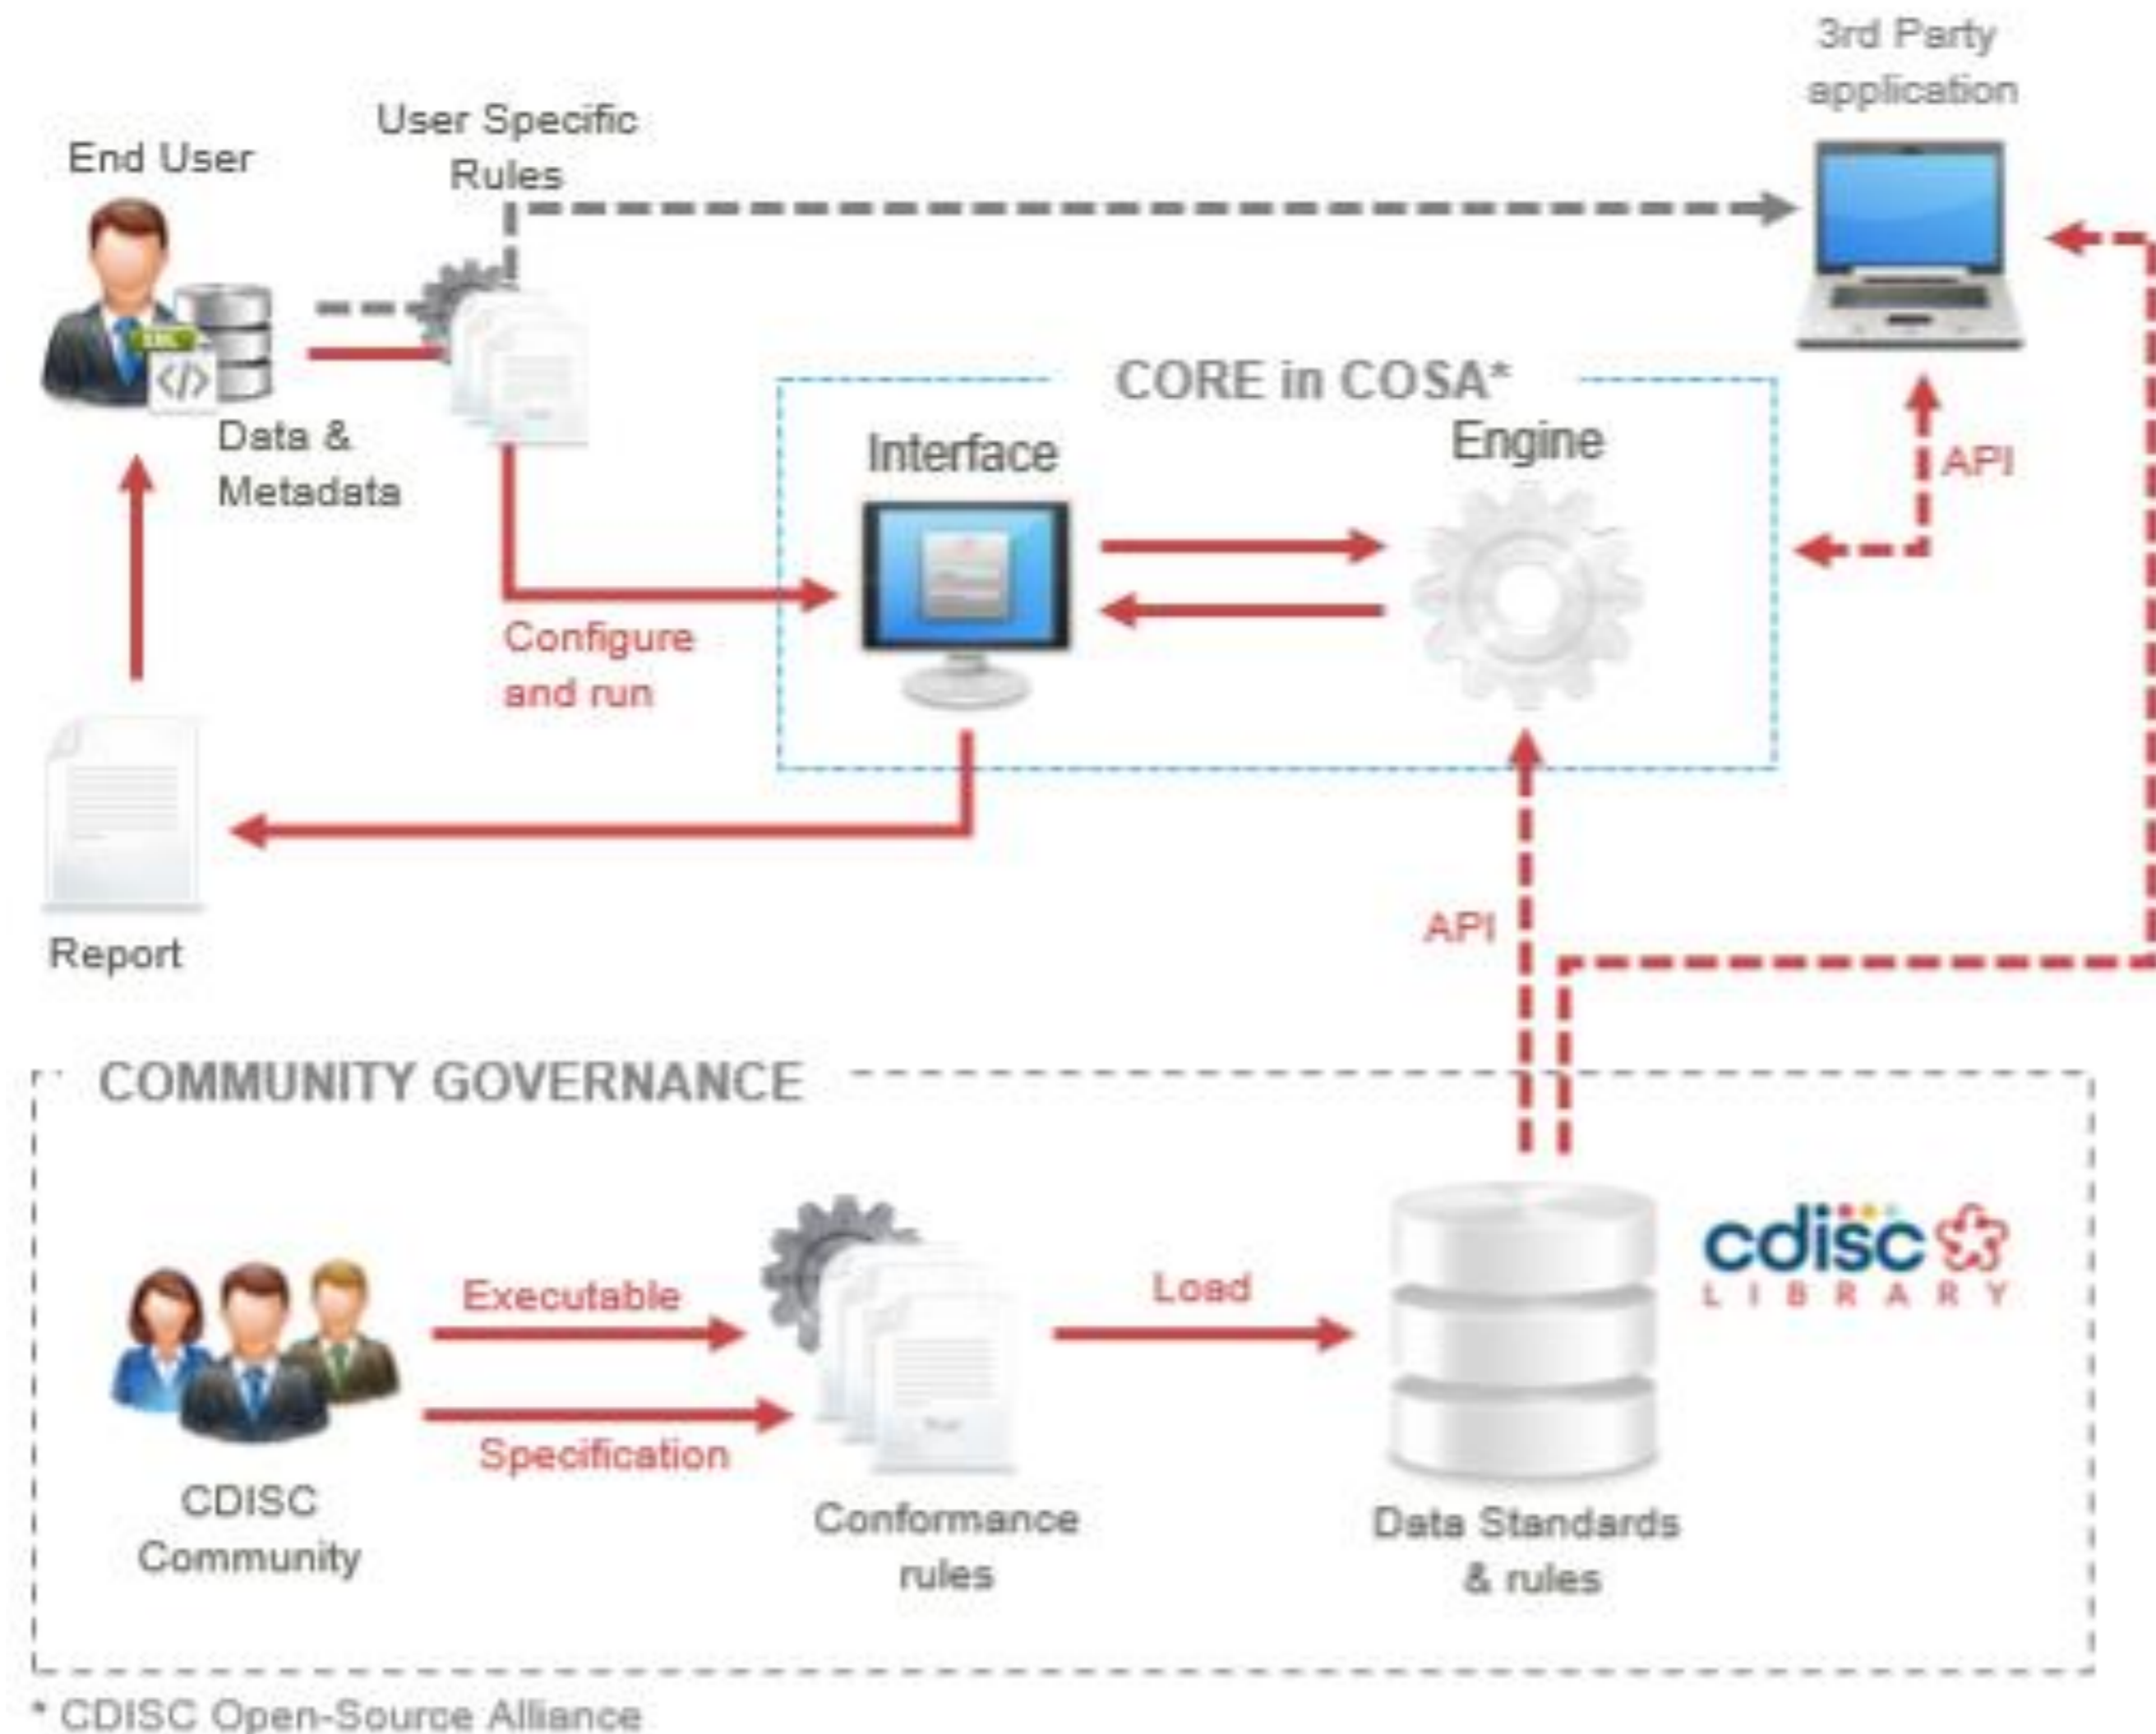 3rd Party
application
User Specific
Rules
End User
XML
</>
Data &
Metadata
CORE in COSA*
Interface
Engine
API
Configure
and run
Report
API
COMMUNITY GOVERNANCE
Executable
Specification
Load
cdisc
LIBRARY
CDISC
Community
Conformance
rules
Data Standards
& rules
* CDISC Open-Source Alliance